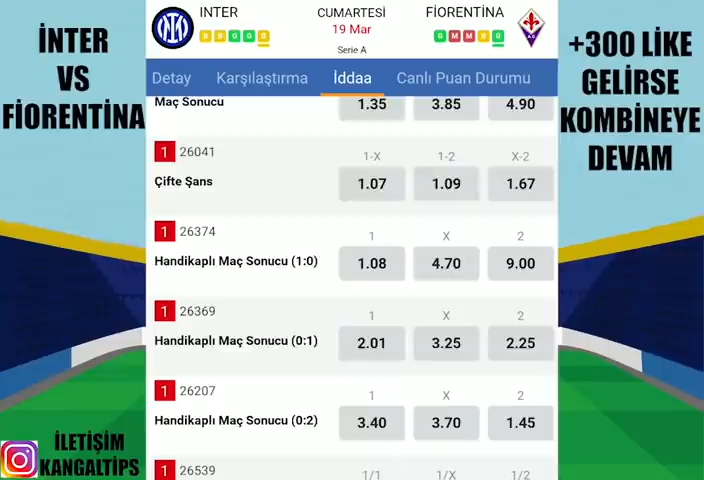 İNTER
VS
FİORENTİNA
INTER
B B G G B
CUMARTESİ
19 Mar
Serie A
FİORENTİNA
G M M B G
+300 LİKE
GELİRSE
KOMBİNEYE
DEVAM
Detay Karşılaştırma İddaa Canlı Puan Durumu
Maç Sonucu 1.35 3.85 4.90
1 26041 1-X 1-2 X-2
Çifte Şans 1.07 1.09 1.67
1 26374 1 X 2
Handikaplı Maç Sonucu (1:0) 1.08 4.70 9.00
1 26369 1 X 2
Handikaplı Maç Sonucu (0:1) 2.01 3.25 2.25
1 26207 1 X 2
Handikaplı Maç Sonucu (0:2) 3.40 3.70 1.45
1 26539 1/1 1/X 1/2
İLETİŞİM
KANGALTİPS